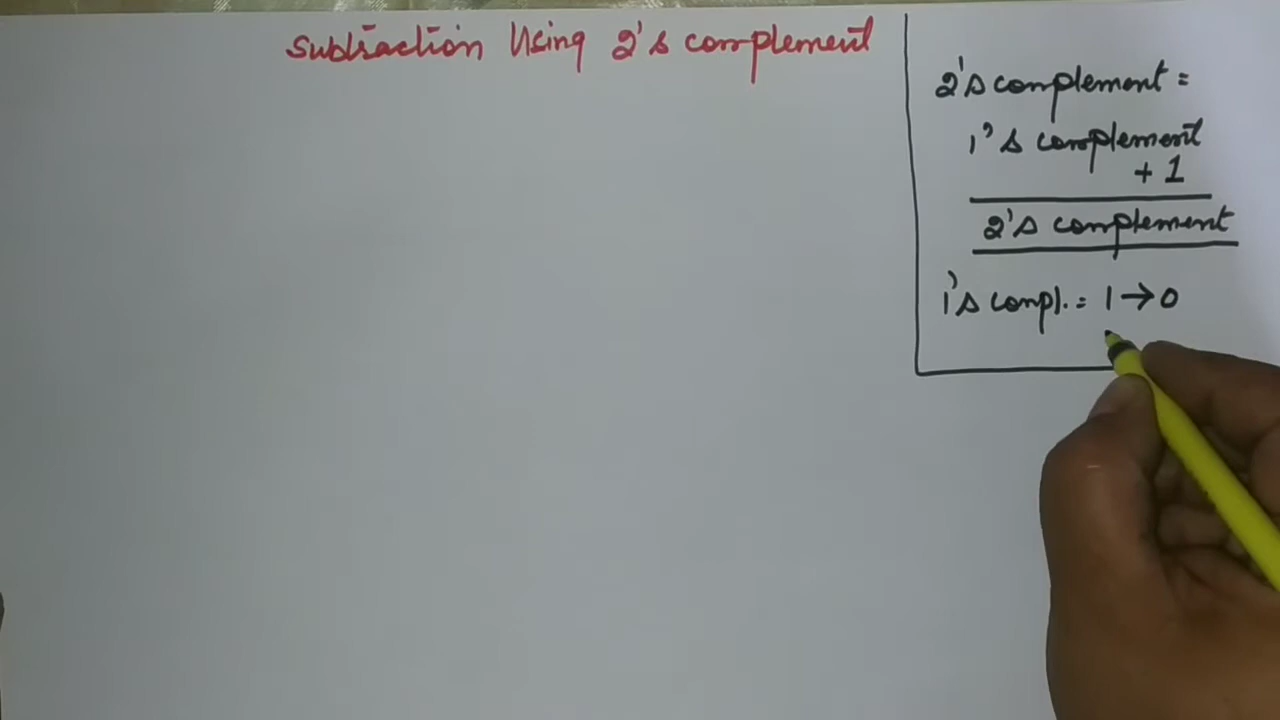 Subtraction Using 2's complement
2's complement =
1's complement
+ 1
2's complement
1's compl. = 1 → 0